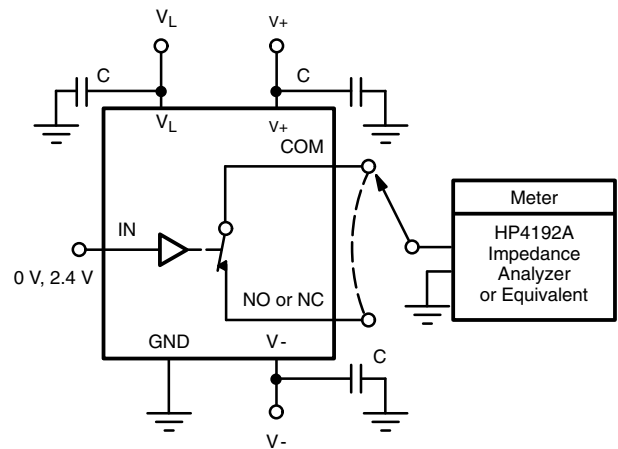 VL
V+
C
C
VL
V+
COM
IN
0 V, 2.4 V
NO or NC
GND
V-
C
V-
Meter
HP4192A
Impedance
Analyzer
or Equivalent